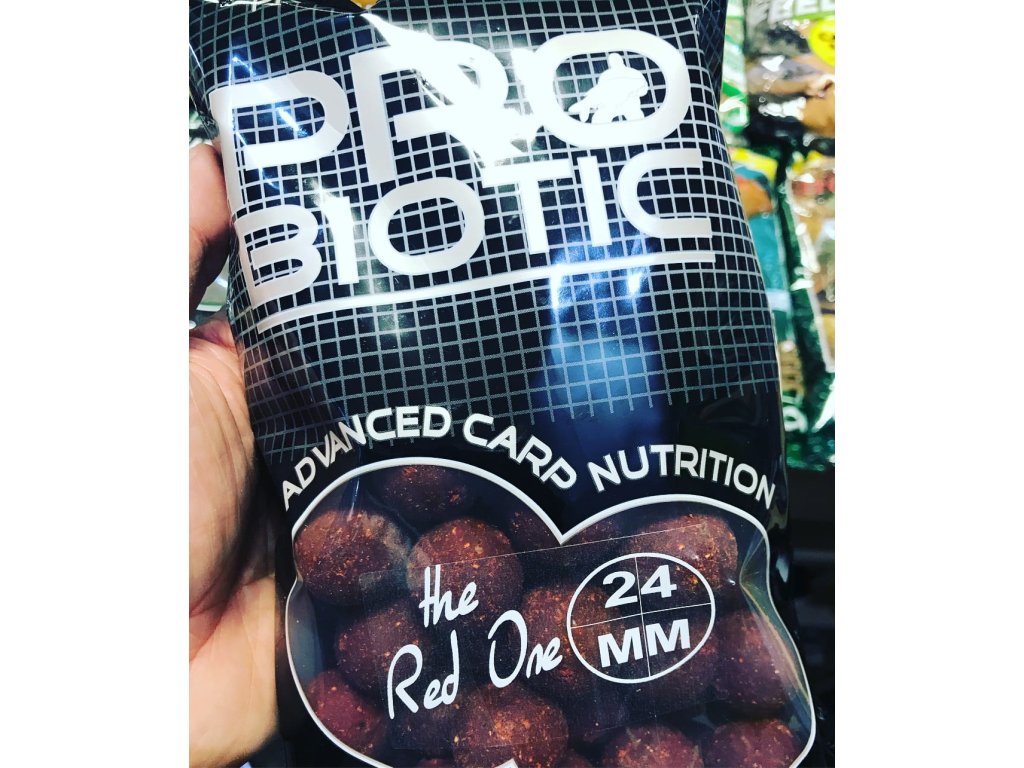 PRO
BIOTIC
ADVANCED CARP NUTRITION
the
Red One
24
MM